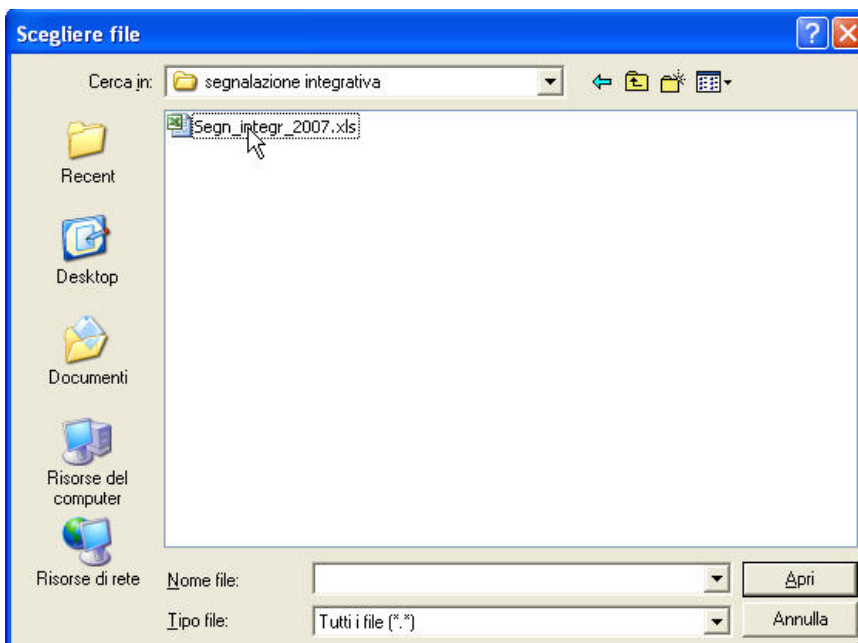 Scegliere file
Cerca in: segnalazione integrativa
Segn_integr_2007.xls
Recent
Desktop
Documenti
Risorse del
computer
Risorse di rete
Nome file:
Apri
Tipo file: Tutti i file (*.*)
Annulla